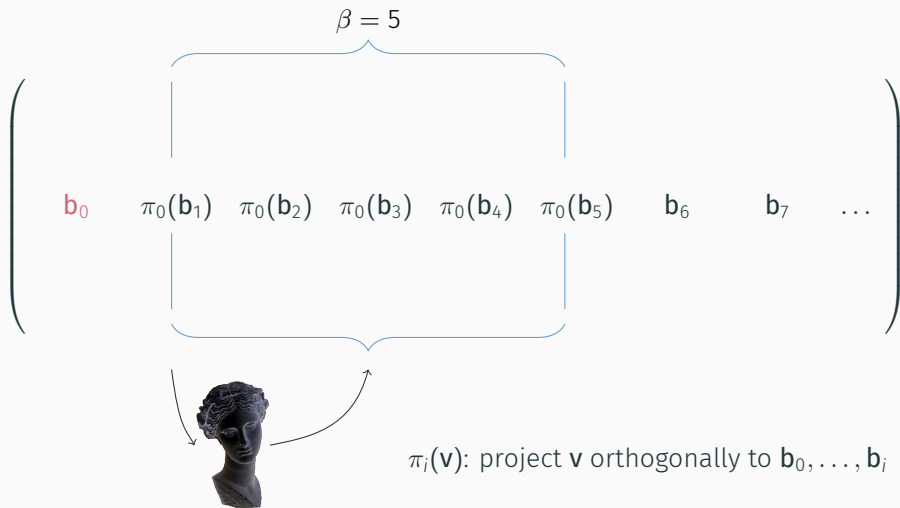 β = 5
b₀ π₀(b₁) π₀(b₂) π₀(b₃) π₀(b₄) π₀(b₅) b₆ b₇ ...
πᵢ(v): project v orthogonally to b₀, ..., bᵢ